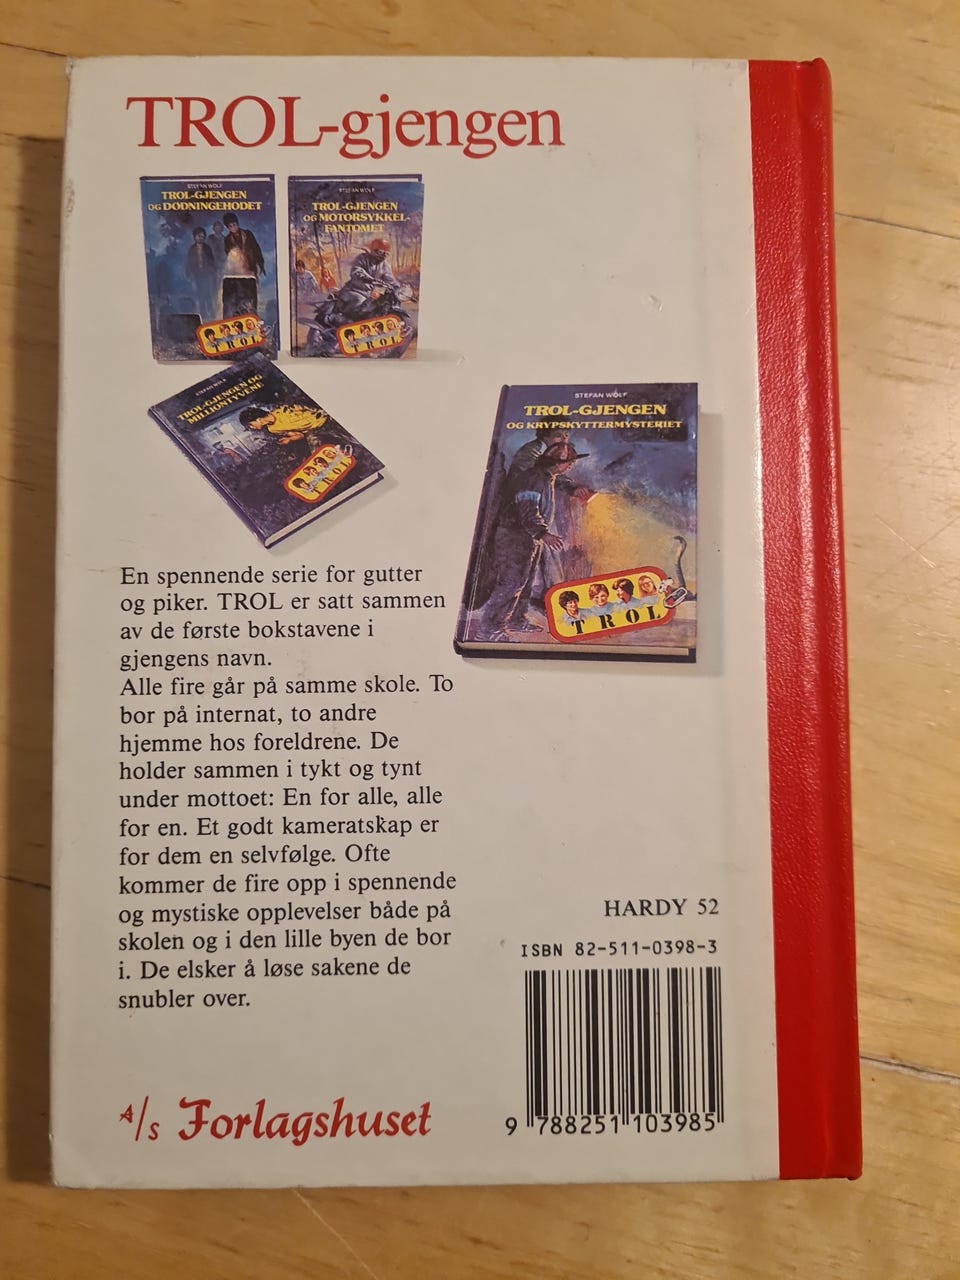 TROL-gjengen
STEFAN WOLF
TROL-GJENGEN
OG DØDNINGEHODET
TROL
STEFAN WOLF
TROL-GJENGEN
OG MOTORSYKKEL-
FANTOMET
TROL
STEFAN WOLF
TROL-GJENGEN OG
MILLIONTYVENE
TROL
STEFAN WOLF
TROL-GJENGEN
OG KRYPSKYTTERMYSTERIET
TROL
En spennende serie for gutter
og piker. TROL er satt sammen
av de første bokstavene i
gjengens navn.
Alle fire går på samme skole. To
bor på internat, to andre
hjemme hos foreldrene. De
holder sammen i tykt og tynt
under mottoet: En for alle, alle
for en. Et godt kameratskap er
for dem en selvfølge. Ofte
kommer de fire opp i spennende
og mystiske opplevelser både på
skolen og i den lille byen de bor
i. De elsker å løse sakene de
snubler over.
HARDY 52
ISBN 82-511-0398-3
9 788251 103985
A/s Forlagshuset